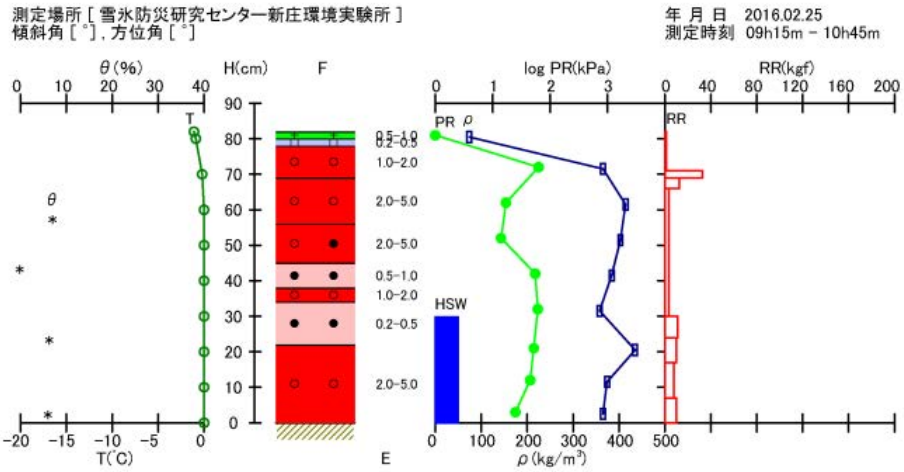 測定場所 [ 雪氷防災研究センター新庄環境実験所 ]
傾斜角 [ ° ] , 方位角 [ ° ]
年 月 日 2016.02.25
測定時刻 09h15m − 10h45m
θ(%) H(cm) F log PR(kPa) RR(kgf)
0 10 20 30 40 0 1 2 3 4 0 40 80 120 160 200
90
T PR ρ RR
80 0.5−1.0
0.2−0.5
70 1.0−2.0
θ
60 2.0−5.0
*
50 2.0−5.0
*
40 0.5−1.0
1.0−2.0
30 HSW
0.2−0.5
*
20
10 2.0−5.0
*
0
−20 −15 −10 −5 0 0 100 200 300 400 500
T(°C) E ρ(kg/m³)